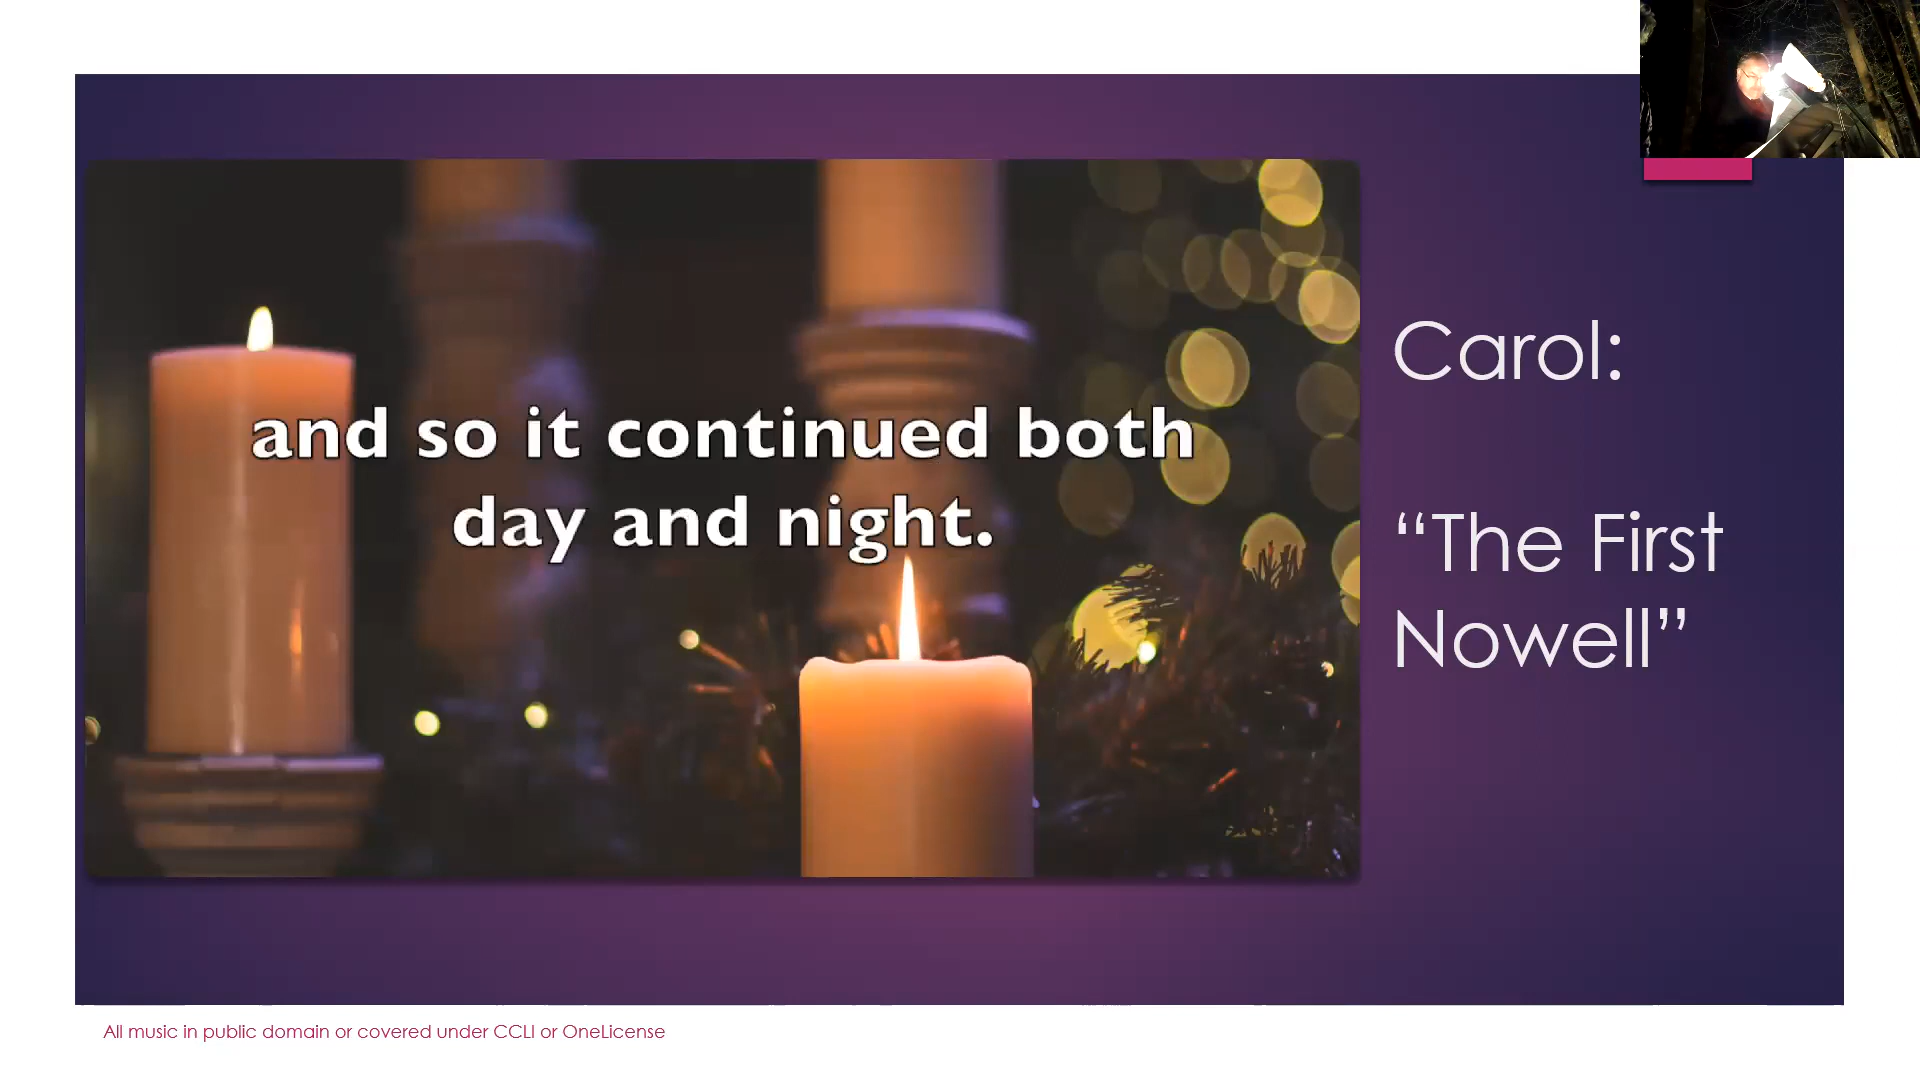 and so it continued both
day and night.
Carol:
“The First
Nowell”
All music in public domain or covered under CCLI or OneLicense